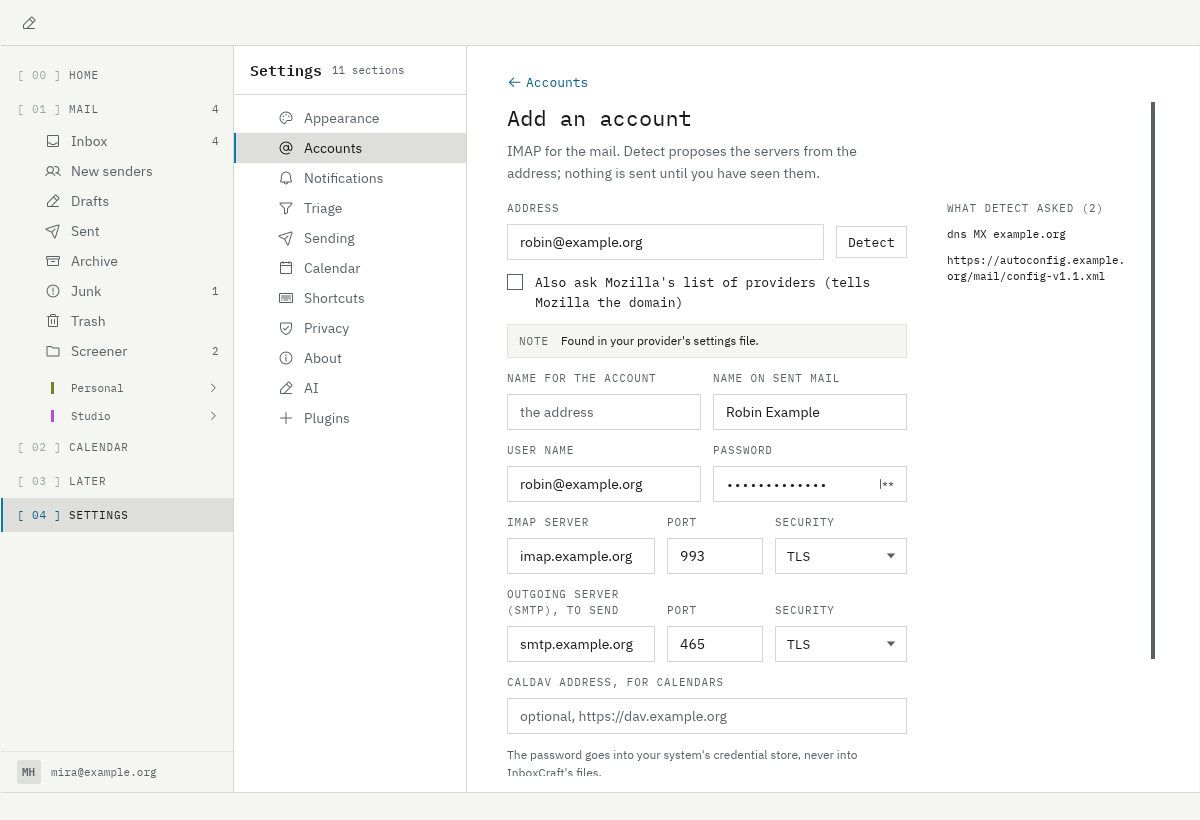 [ 00 ] HOME
[ 01 ] MAIL 4
Inbox 4
New senders
Drafts
Sent
Archive
Junk 1
Trash
Screener 2
Personal
Studio
[ 02 ] CALENDAR
[ 03 ] LATER
[ 04 ] SETTINGS
MH mira@example.org
Settings 11 sections
Appearance
Accounts
Notifications
Triage
Sending
Calendar
Shortcuts
Privacy
About
AI
Plugins
← Accounts
Add an account
IMAP for the mail. Detect proposes the servers from the
address; nothing is sent until you have seen them.
ADDRESS
robin@example.org Detect
Also ask Mozilla's list of providers (tells
Mozilla the domain)
NOTE Found in your provider's settings file.
NAME FOR THE ACCOUNT NAME ON SENT MAIL
the address Robin Example
USER NAME PASSWORD
robin@example.org ••••••••••••• |**
IMAP SERVER PORT SECURITY
imap.example.org 993 TLS
OUTGOING SERVER
(SMTP), TO SEND PORT SECURITY
smtp.example.org 465 TLS
CALDAV ADDRESS, FOR CALENDARS
optional, https://dav.example.org
The password goes into your system's credential store, never into
InboxCraft's files.
WHAT DETECT ASKED (2)
dns MX example.org
https://autoconfig.example.
org/mail/config-v1.1.xml